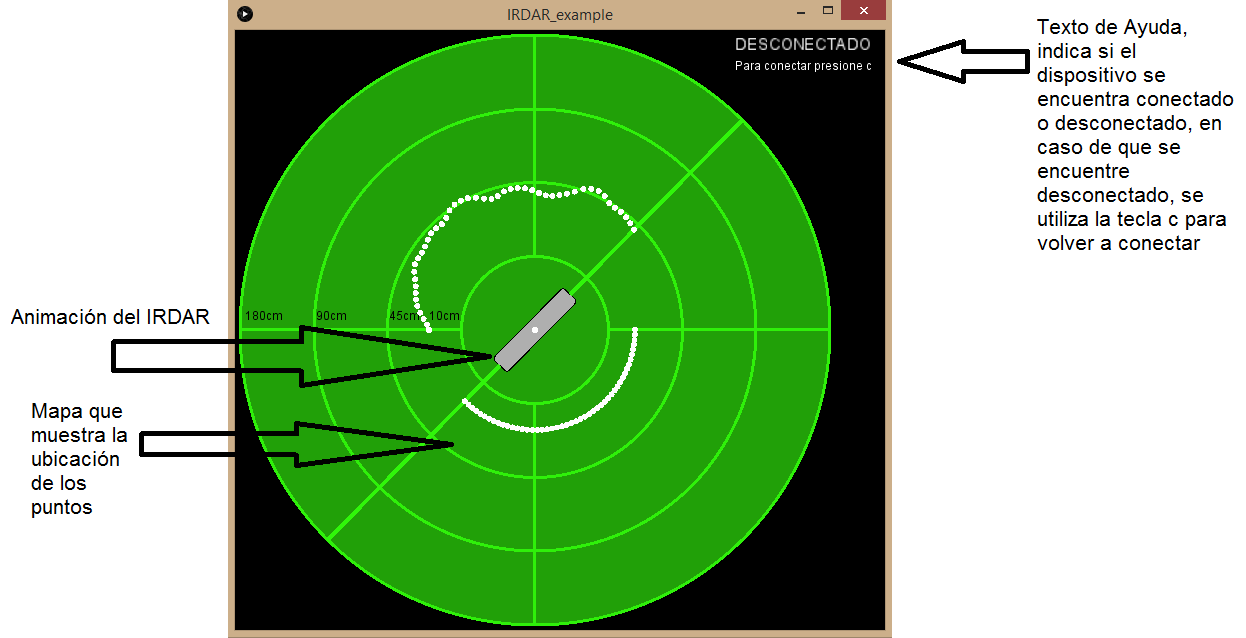 IRDAR_example
DESCONECTADO
Para conectar presione c
Texto de Ayuda,
indica si el
dispositivo se
encuentra conectado
o desconectado, en
caso de que se
encuentre
desconectado, se
utiliza la tecla c para
volver a conectar
180cm 90cm 45cm 10cm
Animación del IRDAR
Mapa que
muestra la
ubicación
de los
puntos